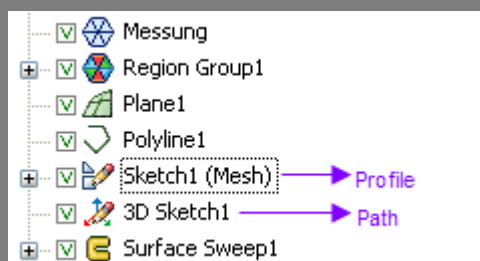 Messung
Region Group1
Plane1
Polyline1
Sketch1 (Mesh) Profile
3D Sketch1 Path
Surface Sweep1